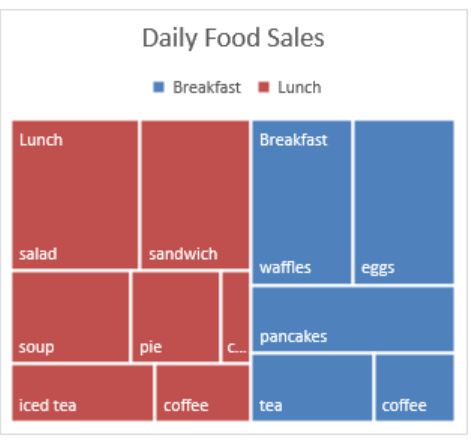 Daily Food Sales
Breakfast Lunch
Lunch
salad
sandwich
soup
pie
c...
iced tea
coffee
Breakfast
waffles
eggs
pancakes
tea
coffee